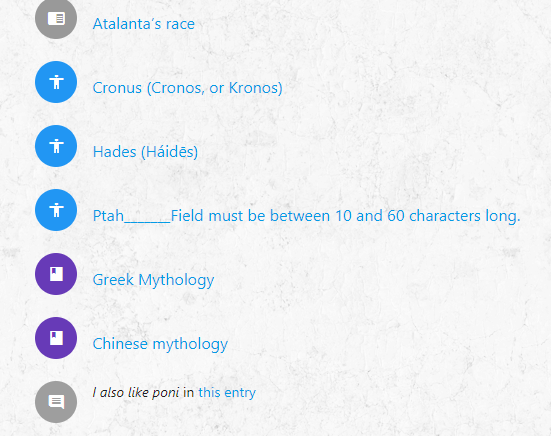 Atalanta's race
Cronus (Cronos, or Kronos)
Hades (Háidēs)
Ptah_______Field must be between 10 and 60 characters long.
Greek Mythology
Chinese mythology
I also like poni in this entry